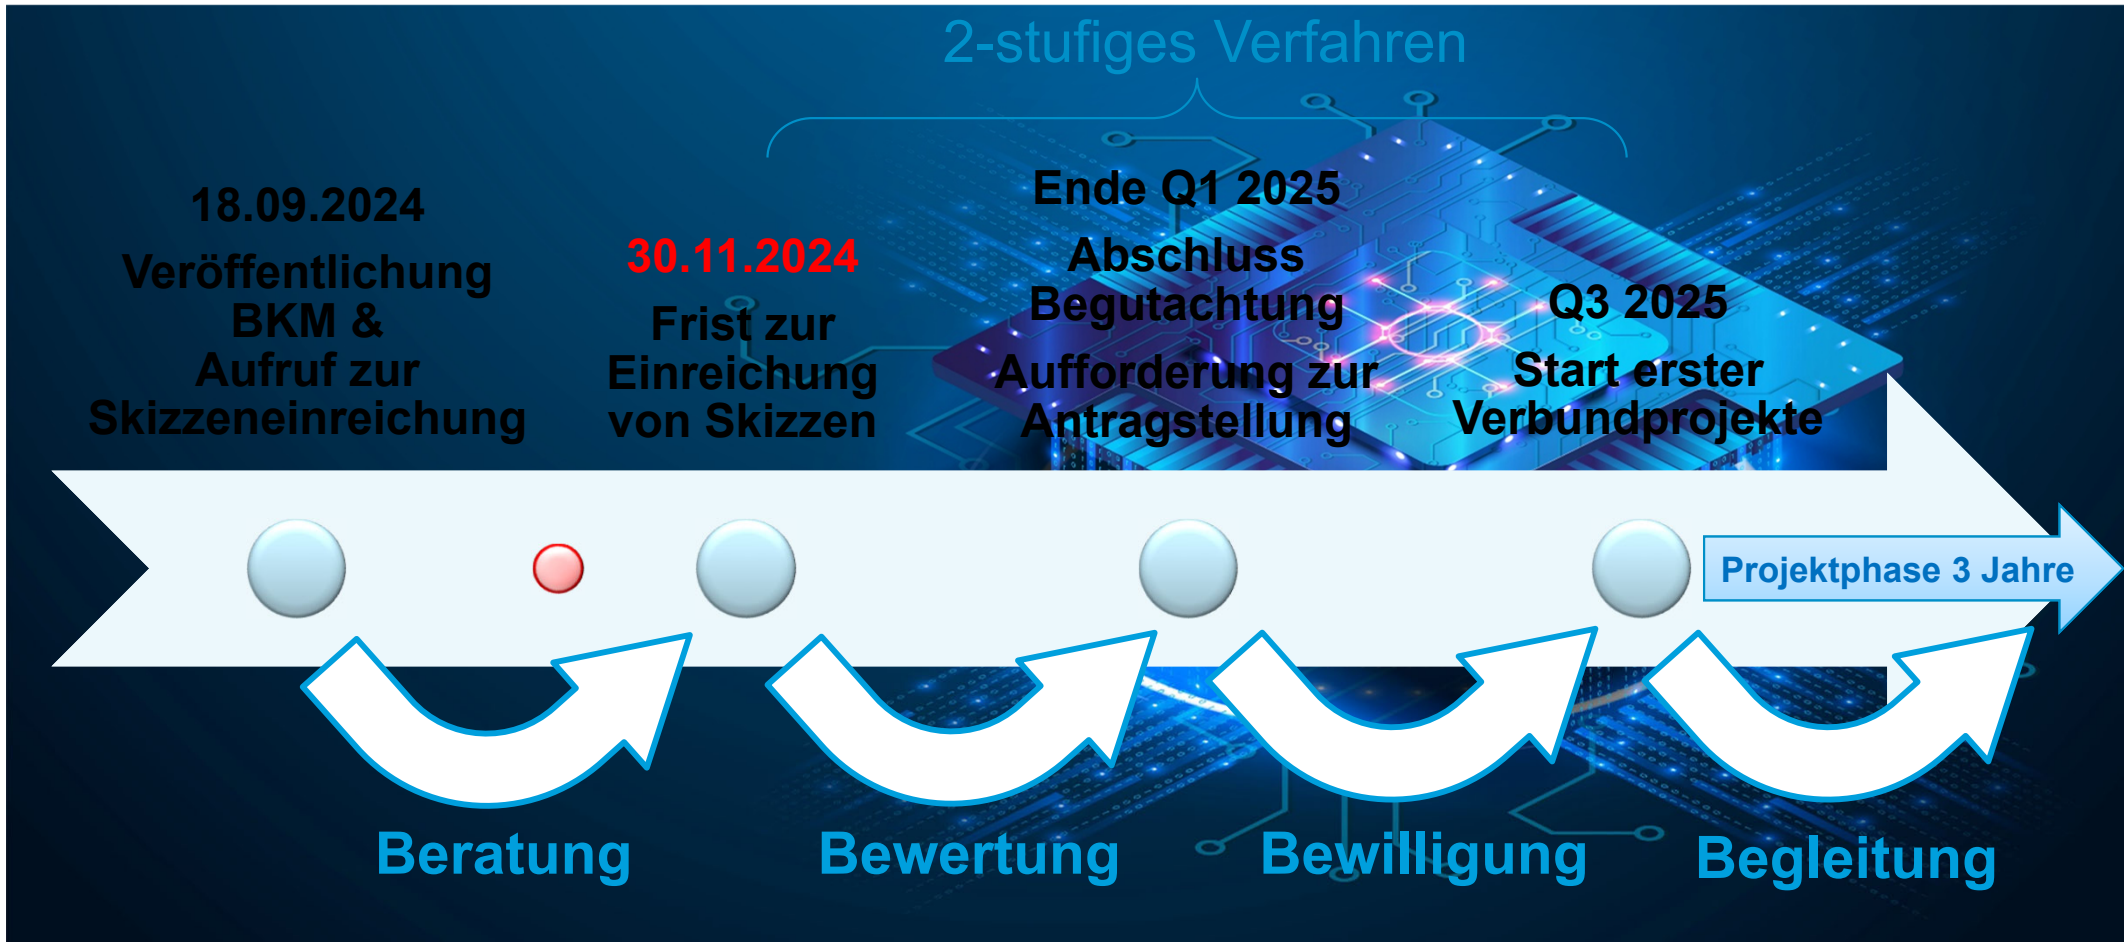 2-stufiges Verfahren
18.09.2024
Veröffentlichung
BKM &
Aufruf zur
Skizzeneinreichung
30.11.2024
Frist zur
Einreichung
von Skizzen
Ende Q1 2025
Abschluss
Begutachtung
Aufforderung zur
Antragstellung
Q3 2025
Start erster
Verbundprojekte
Projektphase 3 Jahre
Beratung
Bewertung
Bewilligung
Begleitung